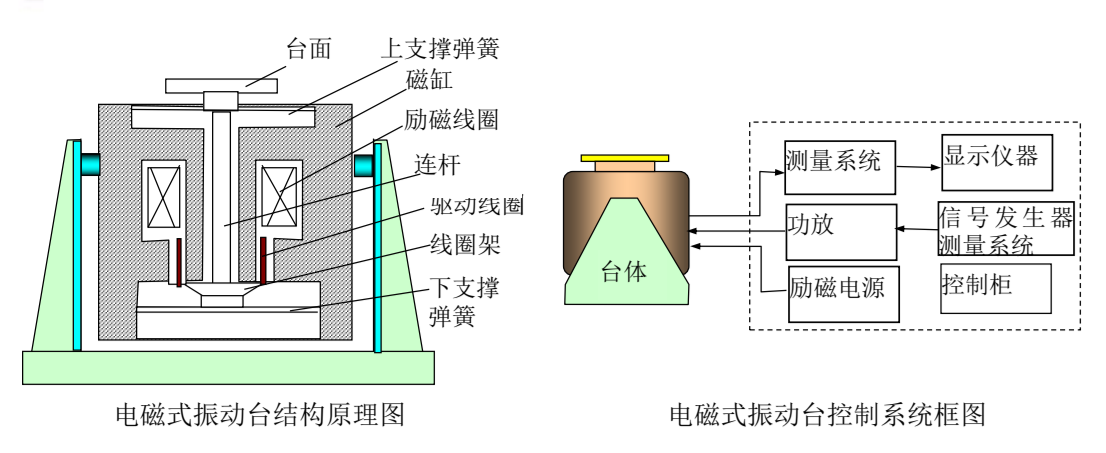 台面
上支撑弹簧
磁缸
励磁线圈
连杆
驱动线圈
线圈架
下支撑
弹簧
电磁式振动台结构原理图
测量系统
显示仪器
功放
信号发生器
测量系统
台体
励磁电源
控制柜
电磁式振动台控制系统框图